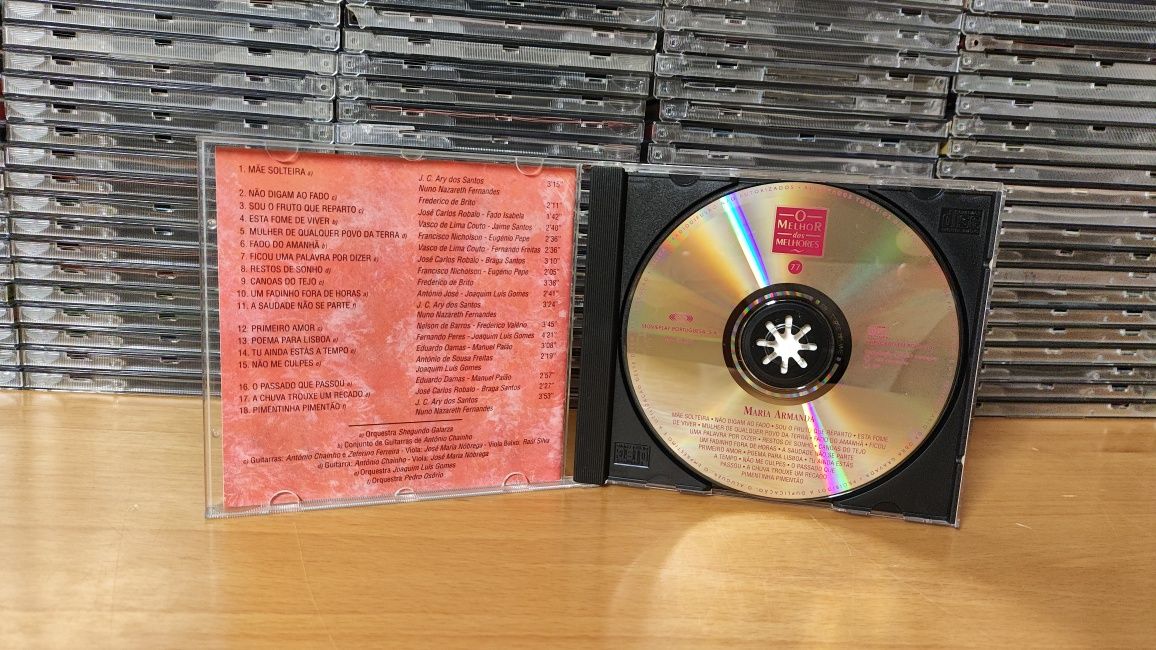 1. MÃE SOLTEIRA a) J. C. Ary dos Santos 3'15"
Nuno Nazareth Fernandes
2. NÃO DIGAM AO FADO c) Frederico de Brito 2'11"
3. SOU O FRUTO QUE REPARTO c) José Carlos Robalo - Fado Isabela 1'42"
4. ESTA FOME DE VIVER b) Vasco de Lima Couto - Jaime Santos 2'40"
5. MULHER DE QUALQUER POVO DA TERRA d) Francisco Nicholson - Eugénio Pepe 2'36"
6. FADO DO AMANHÃ b) Vasco de Lima Couto - Fernando Freitas 2'36"
7. FICOU UMA PALAVRA POR DIZER José Carlos Robalo - Braga Santos 3'10"
8. RESTOS DE SONHO Francisco Nicholson - Eugénio Pepe 2'05"
9. CANOAS DO TEJO Frederico de Brito 3'38"
10. UM FADINHO FORA DE HORAS António José - Joaquim Luís Gomes 2'41"
11. A SAUDADE NÃO SE PARTE J. C. Ary dos Santos 3'24"
Nuno Nazareth Fernandes
12. PRIMEIRO AMOR Nelson de Barros - Frederico Valério 3'45"
13. POEMA PARA LISBOA Fernando Peres - Joaquim Luís Gomes 4'21"
14. TU AINDA ESTÁS A TEMPO Eduardo Damas - Manuel Paião 3'08"
15. NÃO ME CULPES António de Sousa Freitas 2'19"
Joaquim Luís Gomes
16. O PASSADO QUE PASSOU Eduardo Damas - Manuel Paião 2'57"
17. A CHUVA TROUXE UM RECADO José Carlos Robalo - Braga Santos 2'27"
18. PIMENTINHA PIMENTÃO J. C. Ary dos Santos 3'53"
Nuno Nazareth Fernandes
a) Orquestra Shegundo Galarza
b) Conjunto de Guitarras de António Chainho
c) Guitarras: António Chainho e Zeferino Ferreira - Viola: José Maria Nóbrega - Viola Baixo: Raúl Silva
d) Guitarra: António Chainho - Viola: José Maria Nóbrega
e) Orquestra Joaquim Luís Gomes
f) Orquestra Pedro Osório
O
MELHOR
dos
MELHORES
77
MOVIEPLAY PORTUGUESA, S.A.
MARIA ARMANDA
MÃE SOLTEIRA • NÃO DIGAM AO FADO • SOU O FRUTO QUE REPARTO • ESTA FOME
DE VIVER • MULHER DE QUALQUER POVO DA TERRA • FADO DO AMANHÃ • FICOU
UMA PALAVRA POR DIZER • RESTOS DE SONHO • CANOAS DO TEJO
UM FADINHO FORA DE HORAS • A SAUDADE NÃO SE PARTE
PRIMEIRO AMOR • POEMA PARA LISBOA • TU AINDA ESTÁS
A TEMPO • NÃO ME CULPES • O PASSADO QUE
PASSOU • A CHUVA TROUXE UM RECADO
PIMENTINHA PIMENTÃO